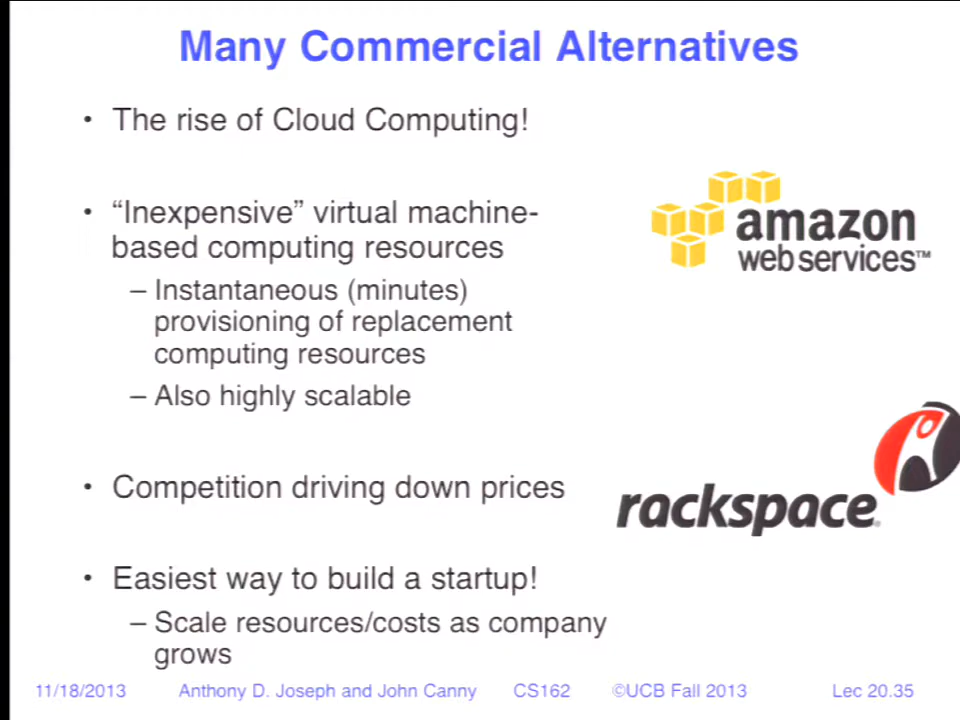 Many Commercial Alternatives
• The rise of Cloud Computing!
• “Inexpensive” virtual machine-
based computing resources
– Instantaneous (minutes)
provisioning of replacement
computing resources
– Also highly scalable
• Competition driving down prices
• Easiest way to build a startup!
– Scale resources/costs as company
grows
amazon
web services™
rackspace
11/18/2013 Anthony D. Joseph and John Canny CS162 ©UCB Fall 2013 Lec 20.35